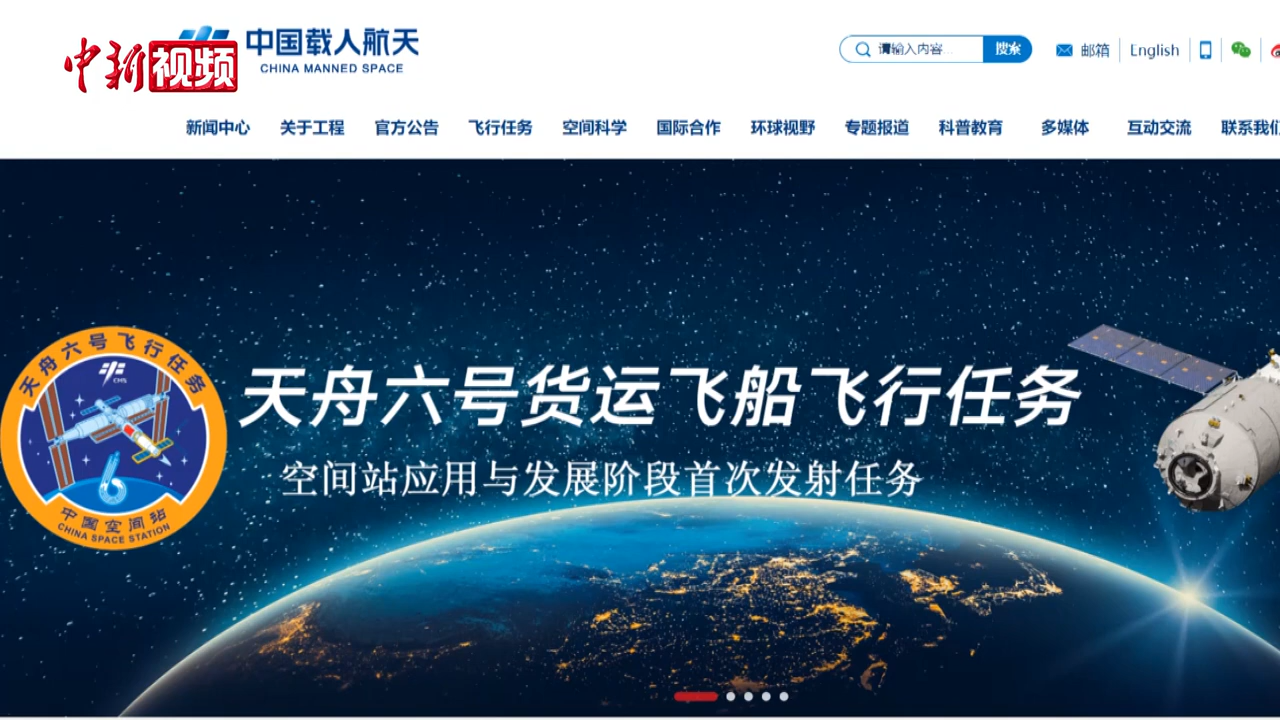 中新视频
中国载人航天
CHINA MANNED SPACE
请输入内容... 搜索 邮箱 English
新闻中心 关于工程 官方公告 飞行任务 空间科学 国际合作 环球视野 专题报道 科普教育 多媒体 互动交流 联系我们
天舟六号飞行任务
CMS
中国空间站
CHINA SPACE STATION
天舟六号货运飞船飞行任务
空间站应用与发展阶段首次发射任务